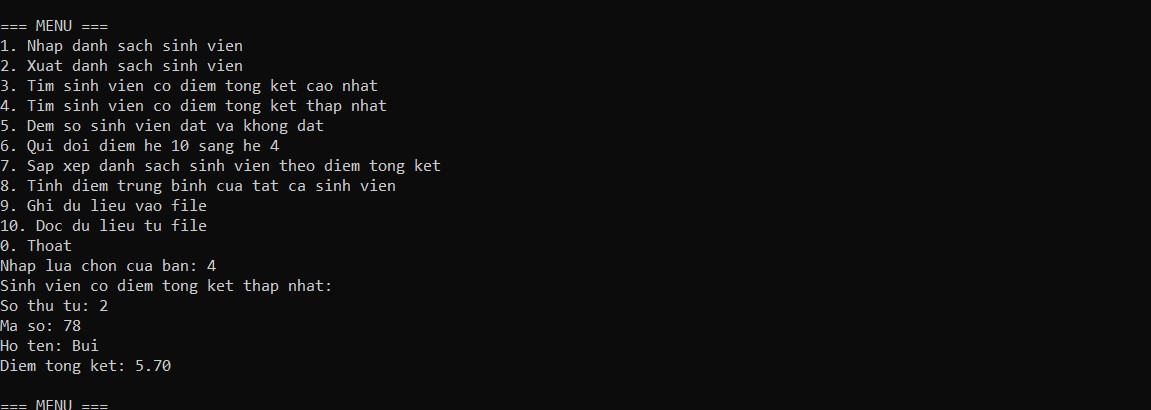 === MENU ===
1. Nhap danh sach sinh vien
2. Xuat danh sach sinh vien
3. Tim sinh vien co diem tong ket cao nhat
4. Tim sinh vien co diem tong ket thap nhat
5. Dem so sinh vien dat va khong dat
6. Qui doi diem he 10 sang he 4
7. Sap xep danh sach sinh vien theo diem tong ket
8. Tinh diem trung binh cua tat ca sinh vien
9. Ghi du lieu vao file
10. Doc du lieu tu file
0. Thoat
Nhap lua chon cua ban: 4
Sinh vien co diem tong ket thap nhat:
So thu tu: 2
Ma so: 78
Ho ten: Bui
Diem tong ket: 5.70
=== MENU ===